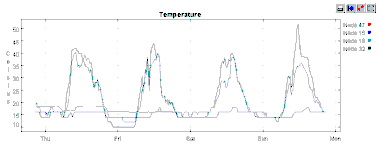 Temperature
Node 47
Node 15
Node 18
Node 32
Celsius
50
45
40
35
30
25
20
15
10
Thu
Fri
Sat
Sun
Mon